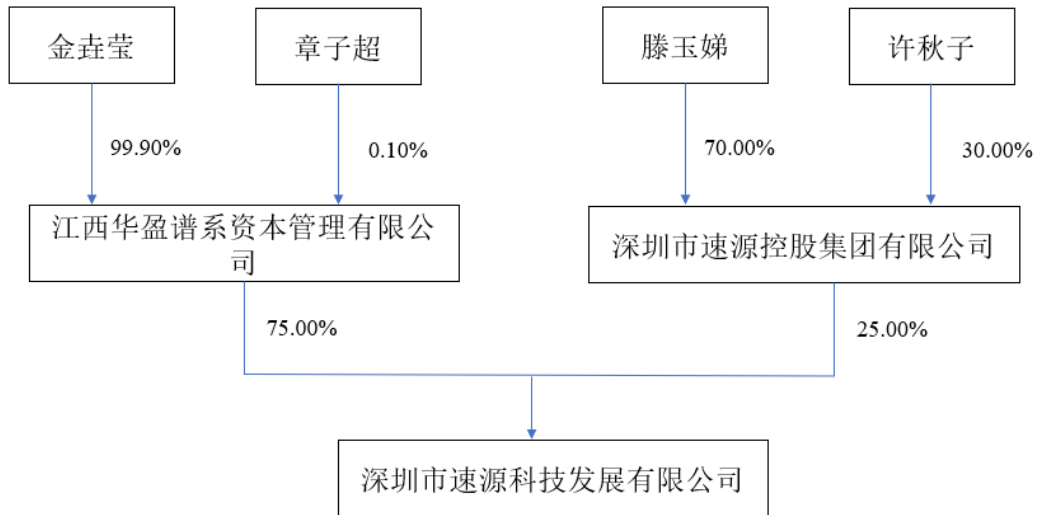 金垚莹
章子超
滕玉娣
许秋子
99.90%
0.10%
70.00%
30.00%
江西华盈谱系资本管理有限公
司
深圳市速源控股集团有限公司
75.00%
25.00%
深圳市速源科技发展有限公司